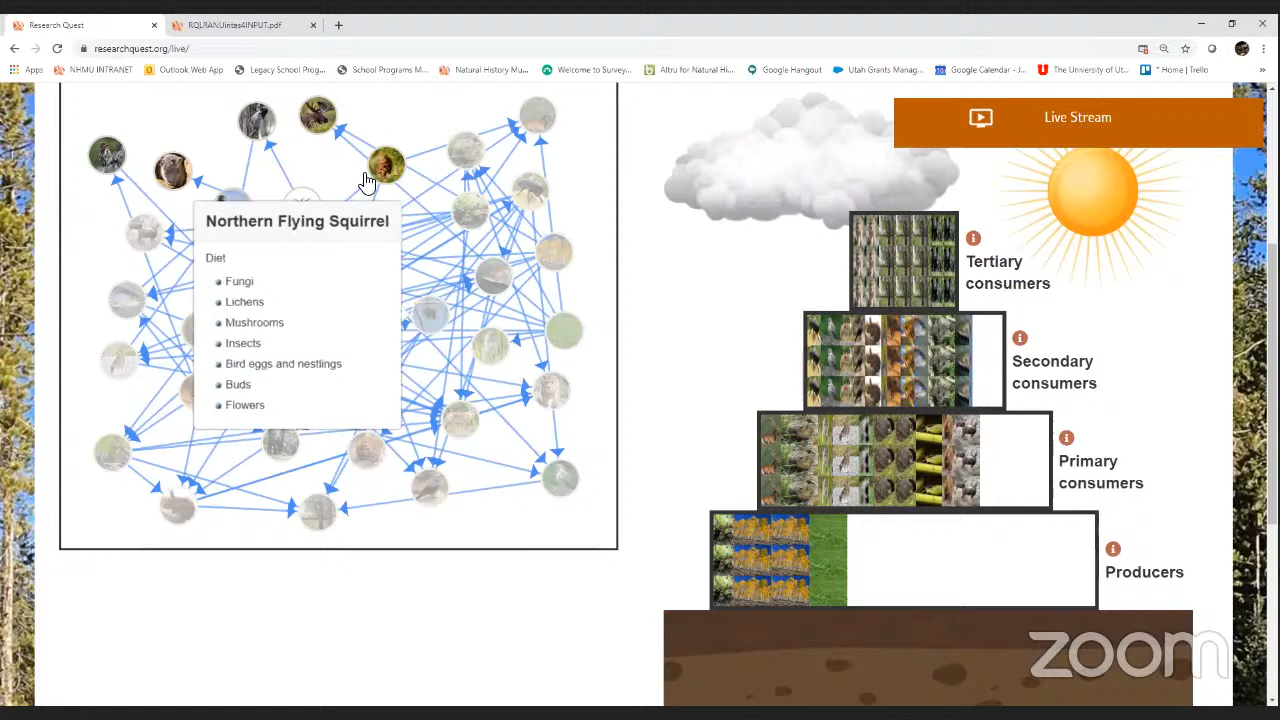 Research Quest
RQLRANUintas4INPUT.pdf
researchquest.org/live/
Apps
NHMU INTRANET
Outlook Web App
Legacy School Prog...
School Programs M...
Natural History Mu...
Welcome to Survey...
Altru for Natural Hi...
Google Hangout
Utah Grants Manag...
Google Calendar - J...
The University of Ut...
* Home | Trello
Live Stream
Northern Flying Squirrel
Diet
Fungi
Lichens
Mushrooms
Insects
Bird eggs and nestlings
Buds
Flowers
Tertiary
consumers
Secondary
consumers
Primary
consumers
Producers
zoom